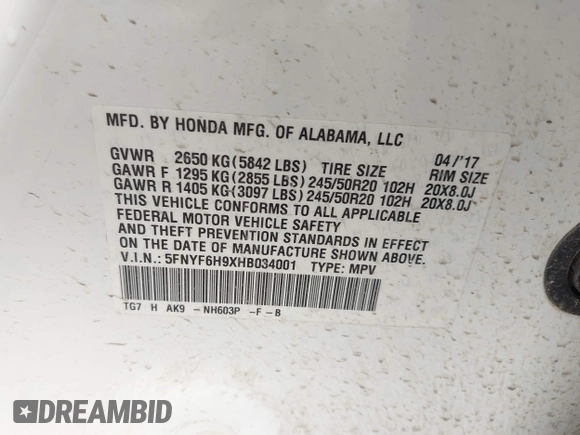 MFD. BY HONDA MFG. OF ALABAMA, LLC
04/'17
GVWR 2650 KG(5842 LBS) TIRE SIZE RIM SIZE
GAWR F 1295 KG(2855 LBS)245/50R20 102H 20X8.0J
GAWR R 1405 KG(3097 LBS)245/50R20 102H 20X8.0J
THIS VEHICLE CONFORMS TO ALL APPLICABLE
FEDERAL MOTOR VEHICLE SAFETY
AND THEFT PREVENTION STANDARDS IN EFFECT
ON THE DATE OF MANUFACTURE SHOWN ABOVE.
V.I.N.: 5FNYF6H9XHB034001 TYPE: MPV
TG7 H AK9 - NH603P -F-B
DREAMBID